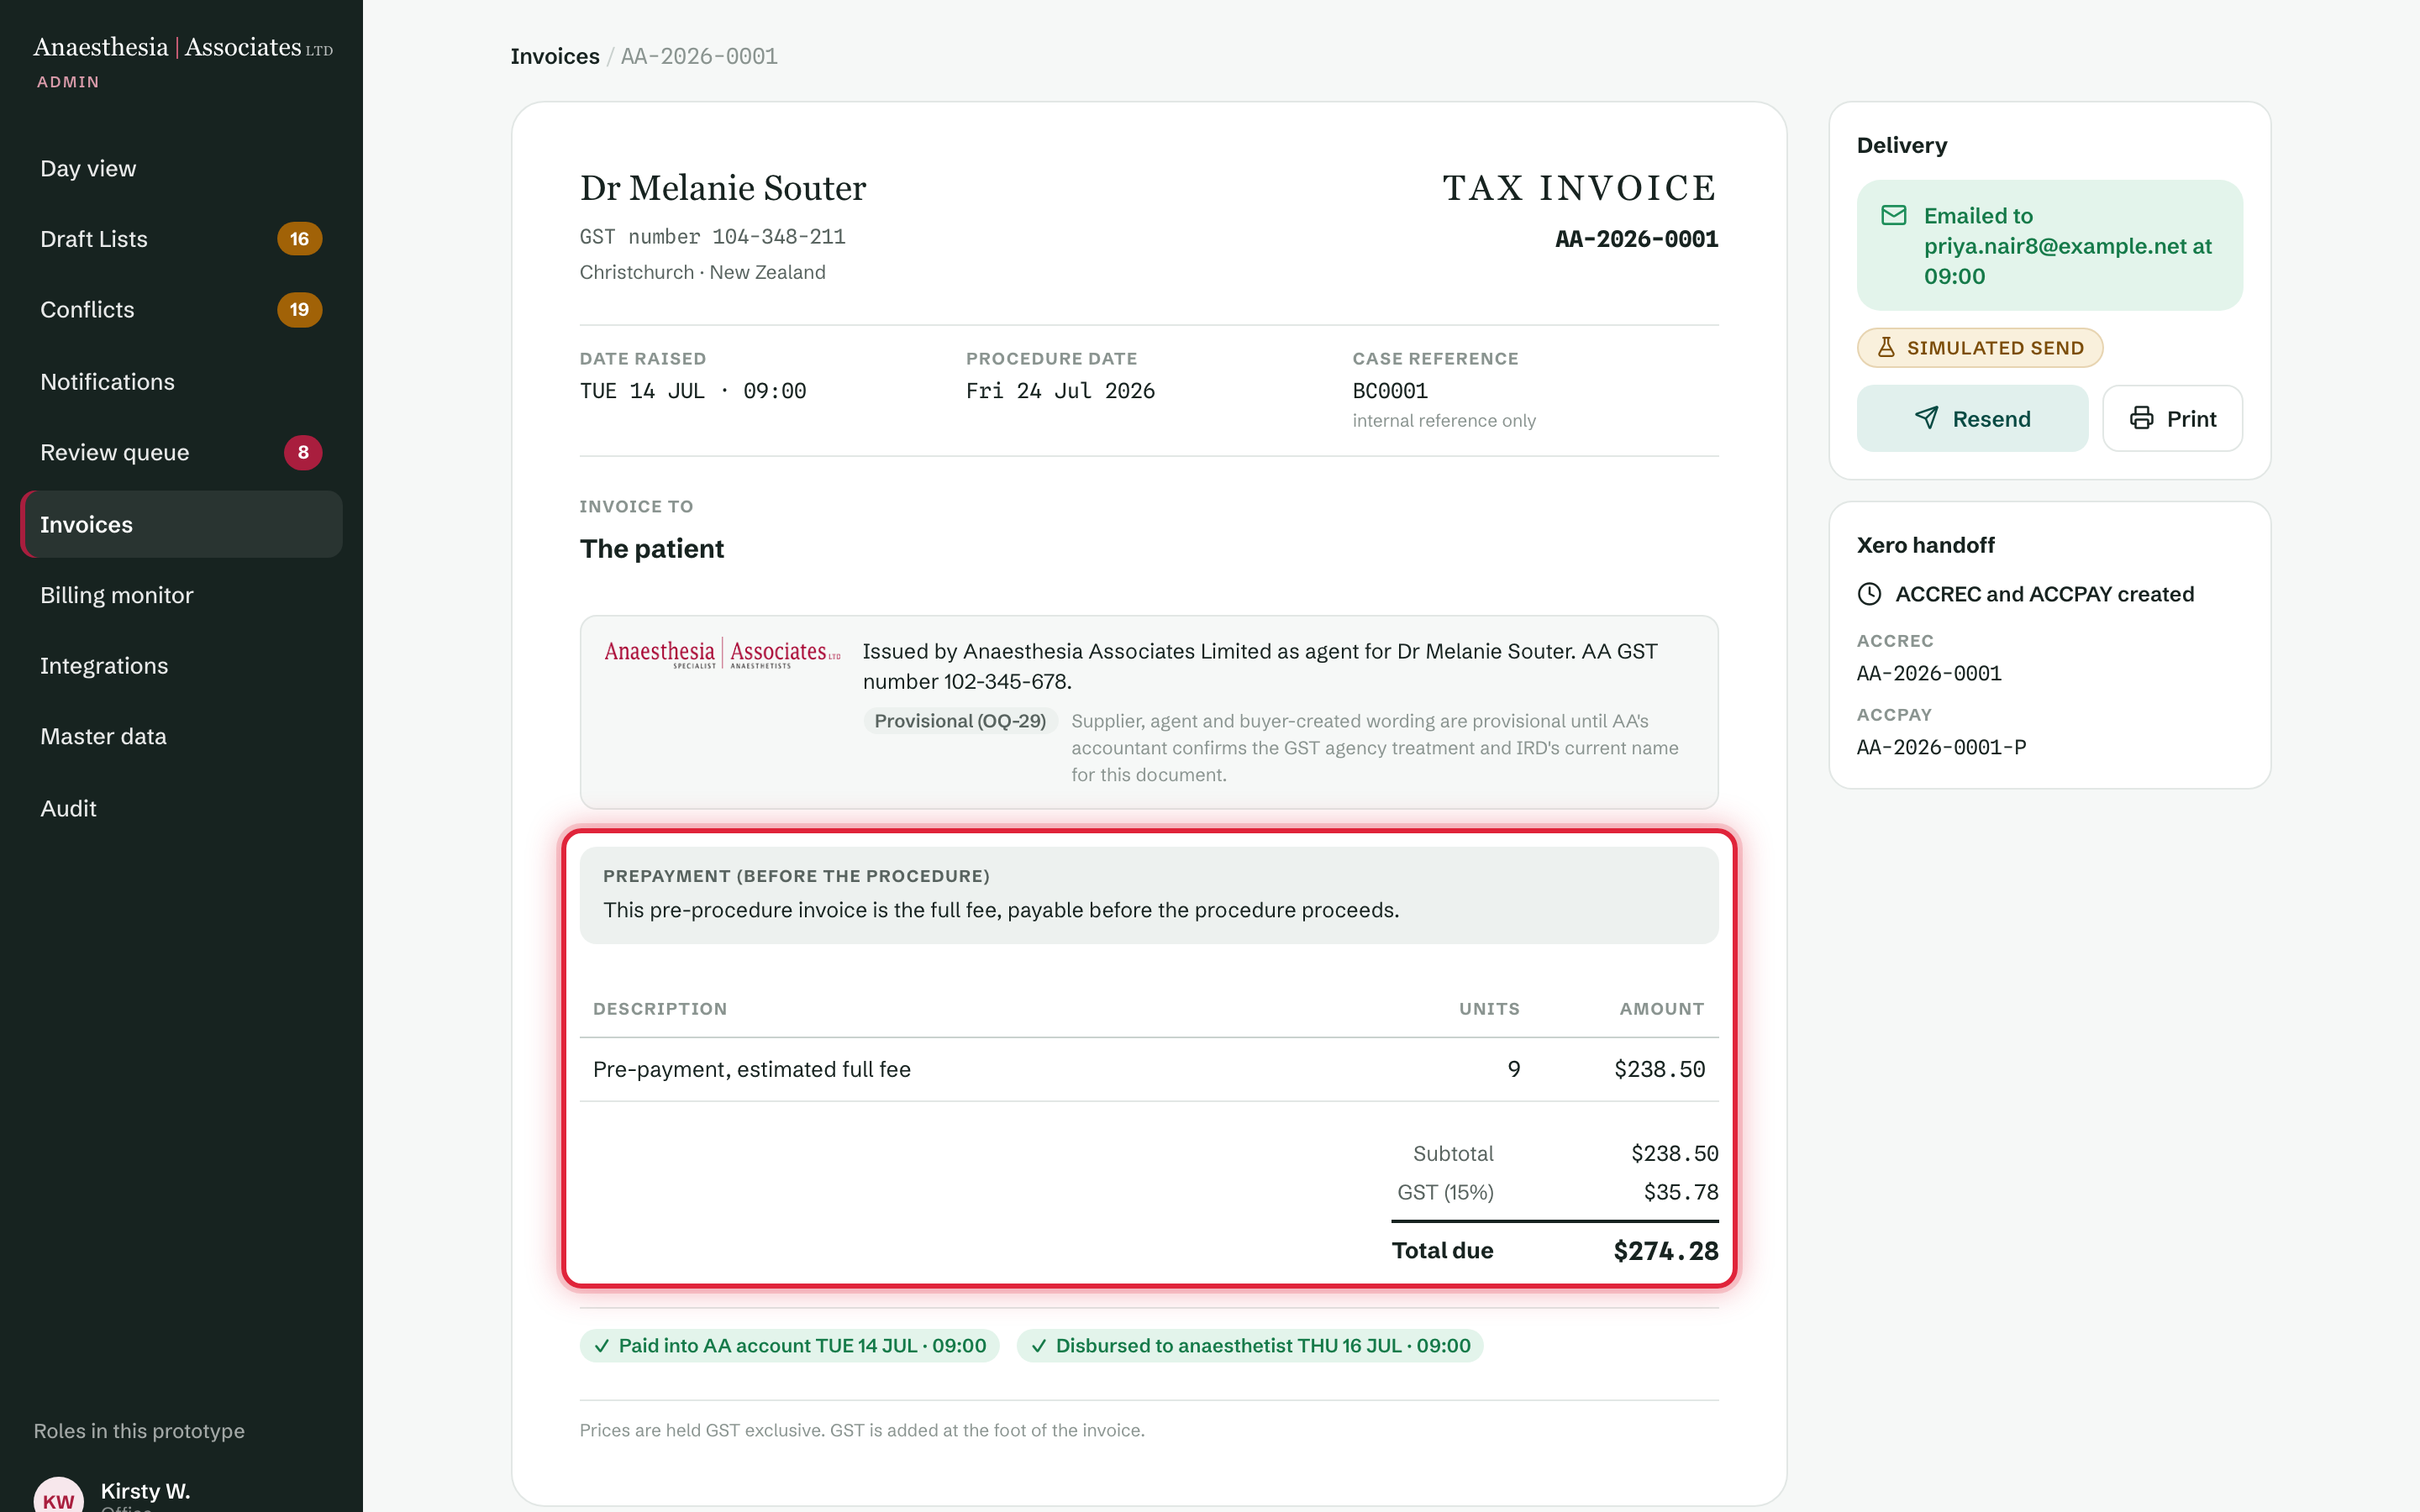 Anaesthesia | Associates LTD
ADMIN
Day view
Draft Lists 16
Conflicts 19
Notifications
Review queue 8
Invoices
Billing monitor
Integrations
Master data
Audit
Roles in this prototype
KW Kirsty W.
Invoices / AA-2026-0001
Dr Melanie Souter
GST number 104-348-211
Christchurch · New Zealand
TAX INVOICE
AA-2026-0001
DATE RAISED
TUE 14 JUL · 09:00
PROCEDURE DATE
Fri 24 Jul 2026
CASE REFERENCE
BC0001
internal reference only
INVOICE TO
The patient
Anaesthesia | Associates LTD
SPECIALIST ANAESTHETISTS
Issued by Anaesthesia Associates Limited as agent for Dr Melanie Souter. AA GST
number 102-345-678.
Provisional (OQ-29)
Supplier, agent and buyer-created wording are provisional until AA's
accountant confirms the GST agency treatment and IRD's current name
for this document.
PREPAYMENT (BEFORE THE PROCEDURE)
This pre-procedure invoice is the full fee, payable before the procedure proceeds.
DESCRIPTION UNITS AMOUNT
Pre-payment, estimated full fee 9 $238.50
Subtotal $238.50
GST (15%) $35.78
Total due $274.28
✓ Paid into AA account TUE 14 JUL · 09:00
✓ Disbursed to anaesthetist THU 16 JUL · 09:00
Prices are held GST exclusive. GST is added at the foot of the invoice.
Delivery
Emailed to
priya.nair8@example.net at
09:00
SIMULATED SEND
Resend
Print
Xero handoff
ACCREC and ACCPAY created
ACCREC
AA-2026-0001
ACCPAY
AA-2026-0001-P